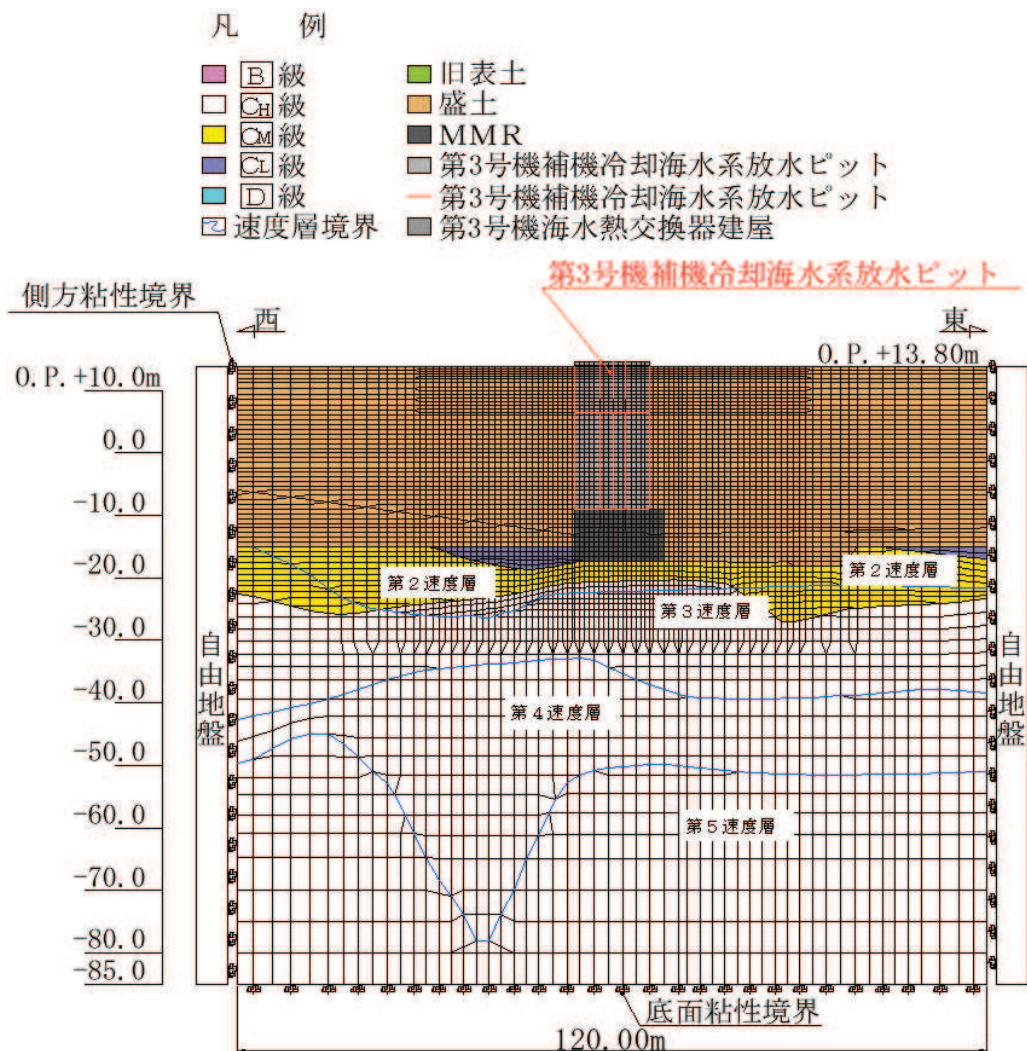 凡　例
B級
CH級
CM級
CL級
D級
速度層境界
旧表土
盛土
MMR
第3号機補機冷却海水系放水ピット
第3号機補機冷却海水系放水ピット
第3号機海水熱交換器建屋
第3号機補機冷却海水系放水ピット
側方粘性境界
西
東
O.P.+13.80m
O.P.+10.0m
0.0
-10.0
-20.0
-30.0
-40.0
-50.0
-60.0
-70.0
-80.0
-85.0
自由地盤
第2速度層
第2速度層
第3速度層
第4速度層
第5速度層
自由地盤
底面粘性境界
120.00m